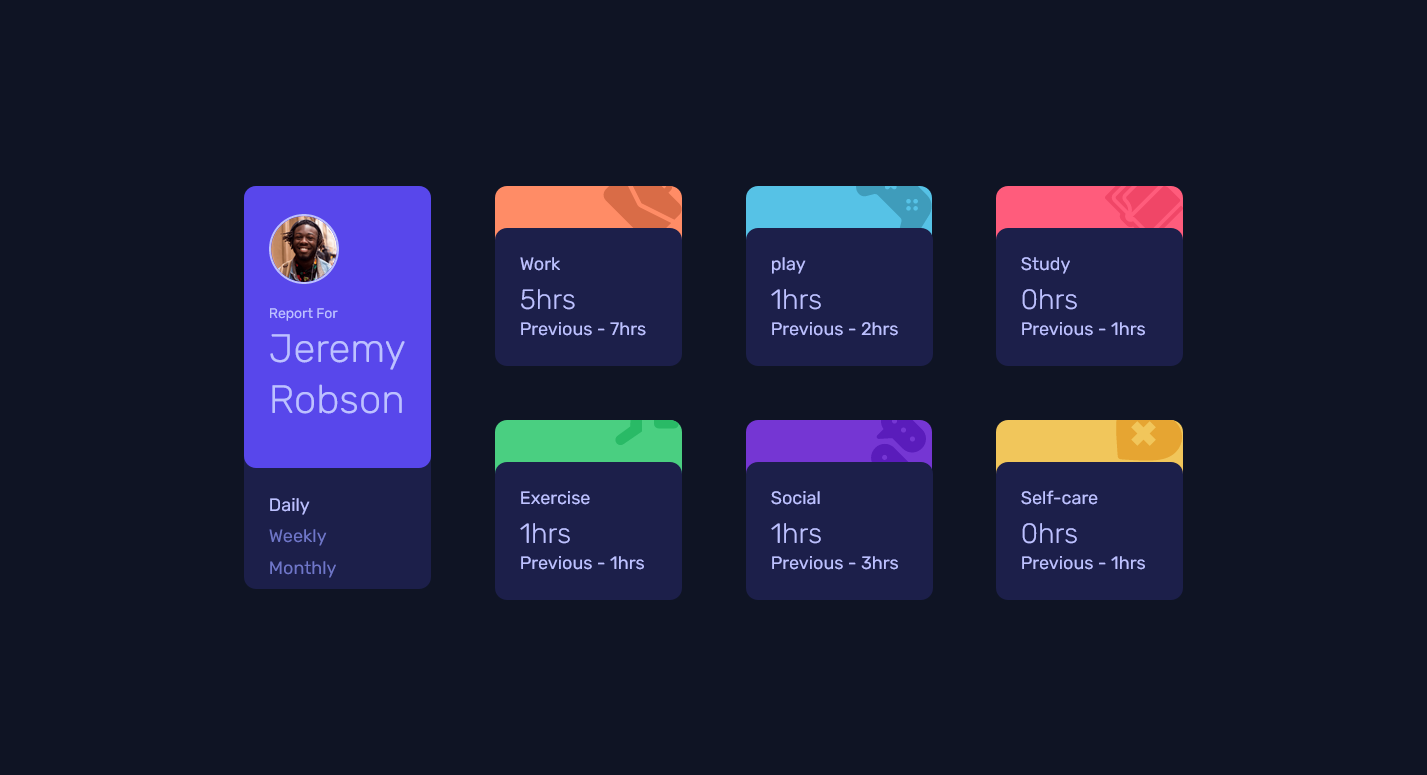 Report For
Jeremy
Robson
Daily
Weekly
Monthly
Work
5hrs
Previous - 7hrs
play
1hrs
Previous - 2hrs
Study
0hrs
Previous - 1hrs
Exercise
1hrs
Previous - 1hrs
Social
1hrs
Previous - 3hrs
Self-care
0hrs
Previous - 1hrs